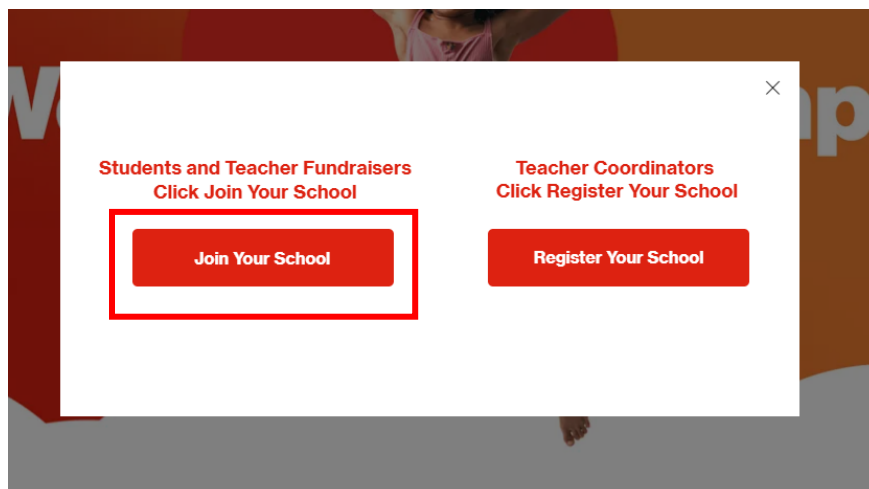 Students and Teacher Fundraisers
Click Join Your School
Join Your School
Teacher Coordinators
Click Register Your School
Register Your School